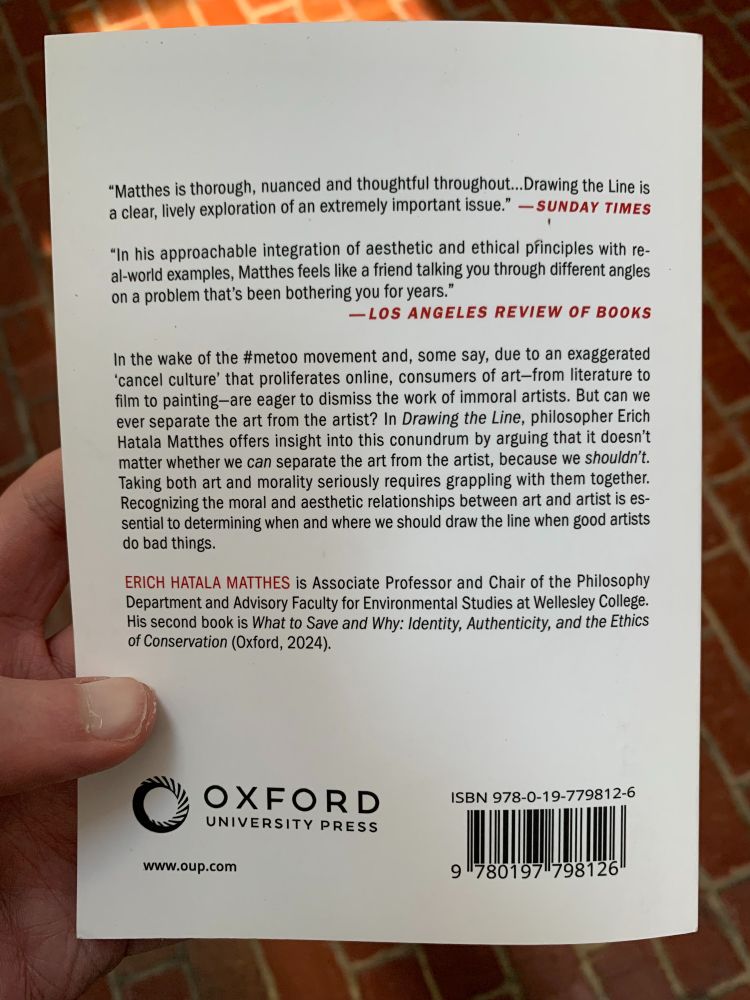 “Matthes is thorough, nuanced and thoughtful throughout...Drawing the Line is
a clear, lively exploration of an extremely important issue.” —SUNDAY TIMES
“In his approachable integration of aesthetic and ethical principles with re-
al-world examples, Matthes feels like a friend talking you through different angles
on a problem that’s been bothering you for years.”
—LOS ANGELES REVIEW OF BOOKS
In the wake of the #metoo movement and, some say, due to an exaggerated
‘cancel culture’ that proliferates online, consumers of art—from literature to
film to painting—are eager to dismiss the work of immoral artists. But can we
ever separate the art from the artist? In Drawing the Line, philosopher Erich
Hatala Matthes offers insight into this conundrum by arguing that it doesn’t
matter whether we can separate the art from the artist, because we shouldn’t.
Taking both art and morality seriously requires grappling with them together.
Recognizing the moral and aesthetic relationships between art and artist is es-
sential to determining when and where we should draw the line when good artists
do bad things.
ERICH HATALA MATTHES is Associate Professor and Chair of the Philosophy
Department and Advisory Faculty for Environmental Studies at Wellesley College.
His second book is What to Save and Why: Identity, Authenticity, and the Ethics
of Conservation (Oxford, 2024).
OXFORD
UNIVERSITY PRESS
www.oup.com
ISBN 978-0-19-779812-6
9 780197 798126